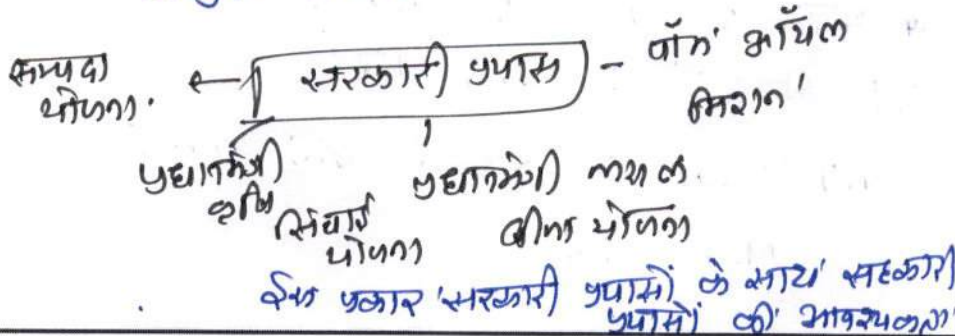 सम्पदा योजना.
सरकारी प्रयास - पॉम ऑयल मिशन
प्रधानमंत्री कृषि सिंचाई योजना
प्रधानमंत्री फसल बीमा योजना
इस प्रकार सरकारी प्रयासों के साथ सहकारी
प्रयासों की आवश्यकता